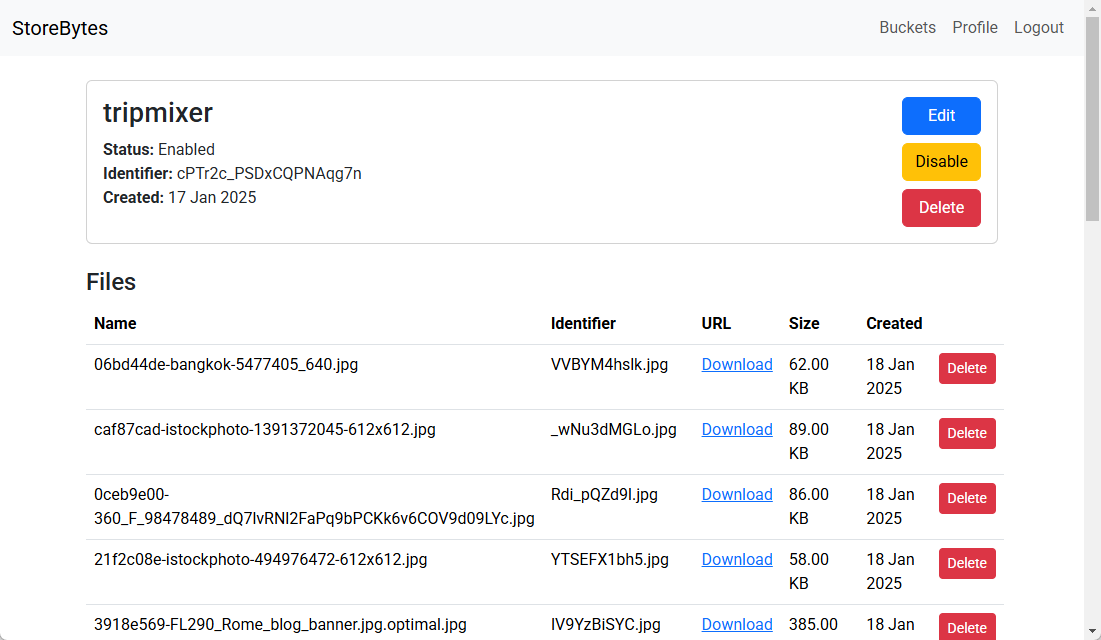 StoreBytes
Buckets Profile Logout
tripmixer
Edit
Status: Enabled
Disable
Identifier: cPTr2c_PSDxCQPNAqg7n
Created: 17 Jan 2025
Delete
Files
Name Identifier URL Size Created
06bd44de-bangkok-5477405_640.jpg VVBYM4hslk.jpg Download 62.00 KB 18 Jan 2025 Delete
caf87cad-istockphoto-1391372045-612x612.jpg _wNu3dMGLo.jpg Download 89.00 KB 18 Jan 2025 Delete
0ceb9e00-
360_F_98478489_dQ7lvRNI2FaPq9bPCKk6v6COV9d09LYc.jpg Rdi_pQZd9I.jpg Download 86.00 KB 18 Jan 2025 Delete
21f2c08e-istockphoto-494976472-612x612.jpg YTSEFX1bh5.jpg Download 58.00 KB 18 Jan 2025 Delete
3918e569-FL290_Rome_blog_banner.jpg.optimal.jpg IV9YzBiSYC.jpg Download 385.00 18 Jan Delete